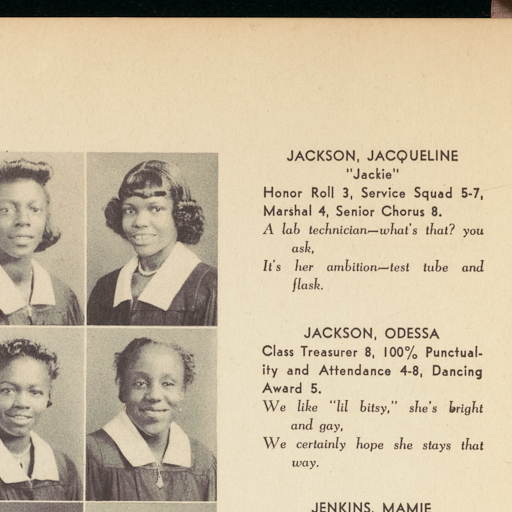 JACKSON, JACQUELINE
"Jackie"
Honor Roll 3, Service Squad 5-7,
Marshal 4, Senior Chorus 8.
A lab technician—what's that? you
ask,
It's her ambition—test tube and
flask.
JACKSON, ODESSA
Class Treasurer 8, 100% Punctual-
ity and Attendance 4-8, Dancing
Award 5.
We like "lil bitsy," she's bright
and gay,
We certainly hope she stays that
way.
JENKINS, MAMIE